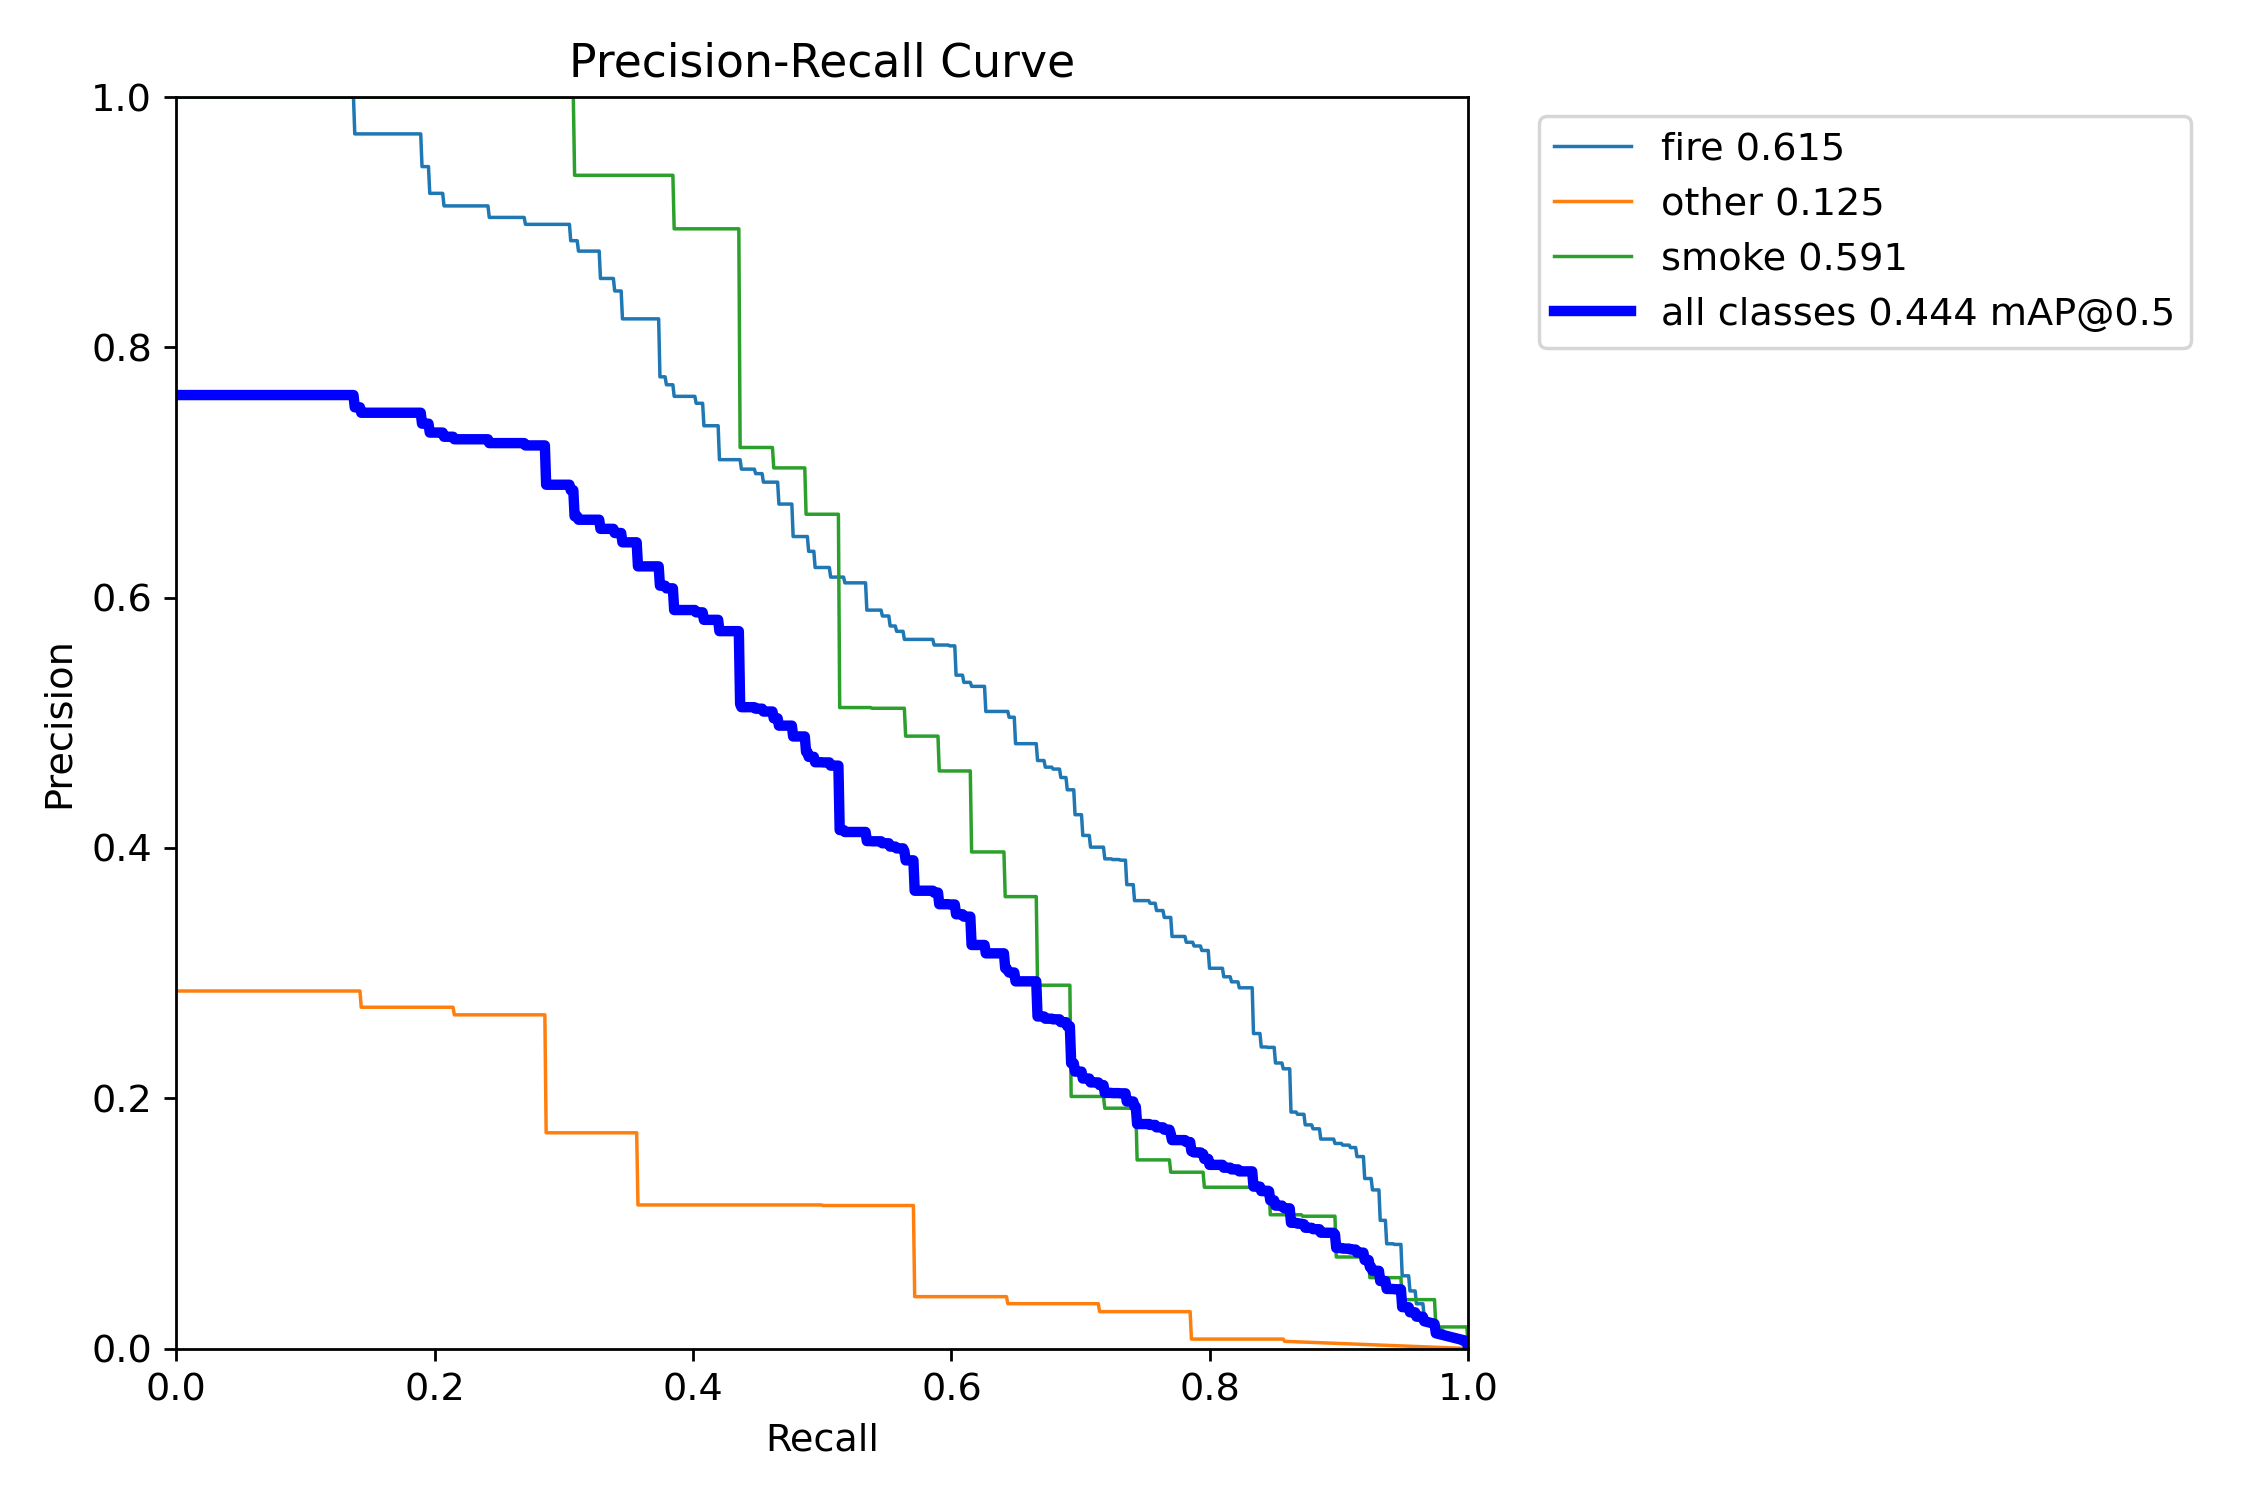 Precision-Recall Curve
1.0
0.8
0.6
0.4
0.2
0.0
Precision
0.0 0.2 0.4 0.6 0.8 1.0
Recall
fire 0.615
other 0.125
smoke 0.591
all classes 0.444 mAP@0.5